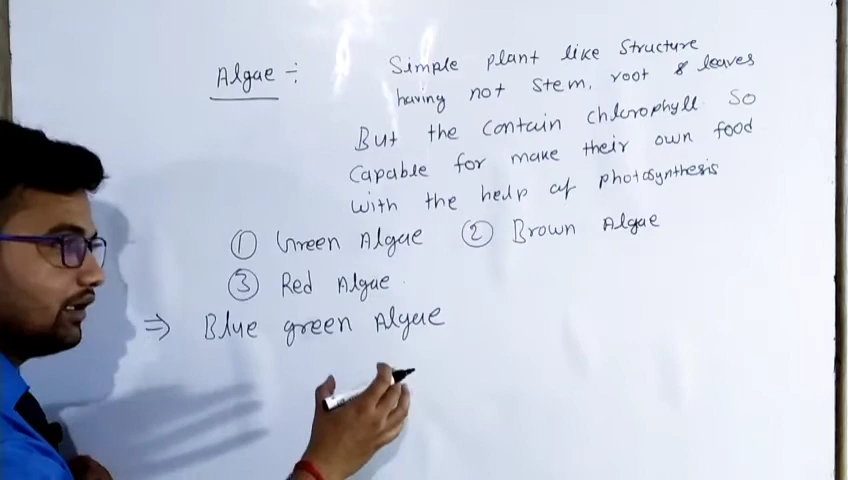 Algae ÷ Simple plant like structure
having not stem, root & leaves
But the contain chlorophyll so
Capable for make their own food
with the help of photosynthesis
① Green Algae ② Brown Algae
③ Red Algae
⇒ Blue green Algae